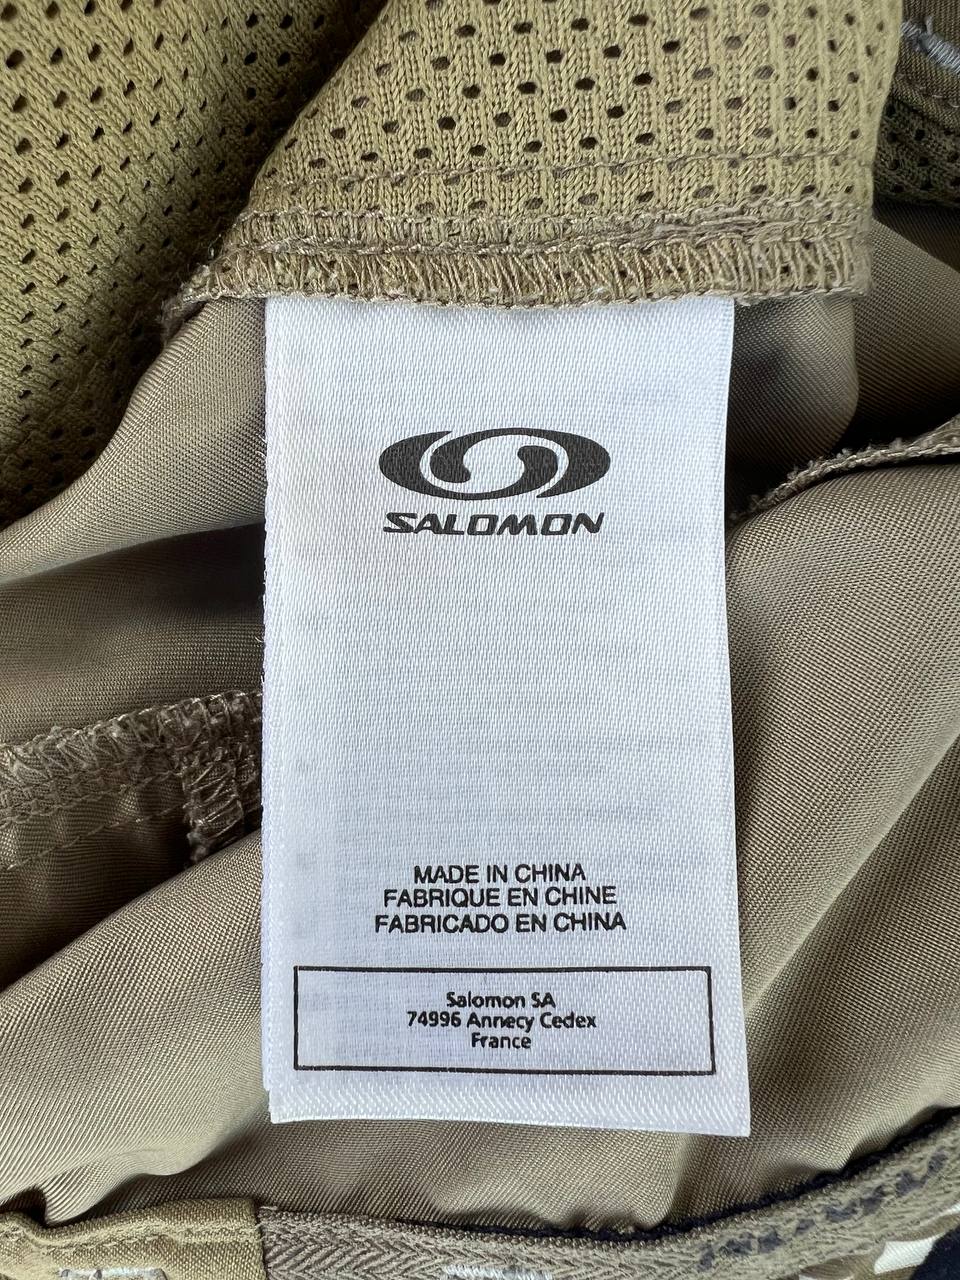 SALOMON
MADE IN CHINA
FABRIQUE EN CHINE
FABRICADO EN CHINA
Salomon SA
74996 Annecy Cedex
France